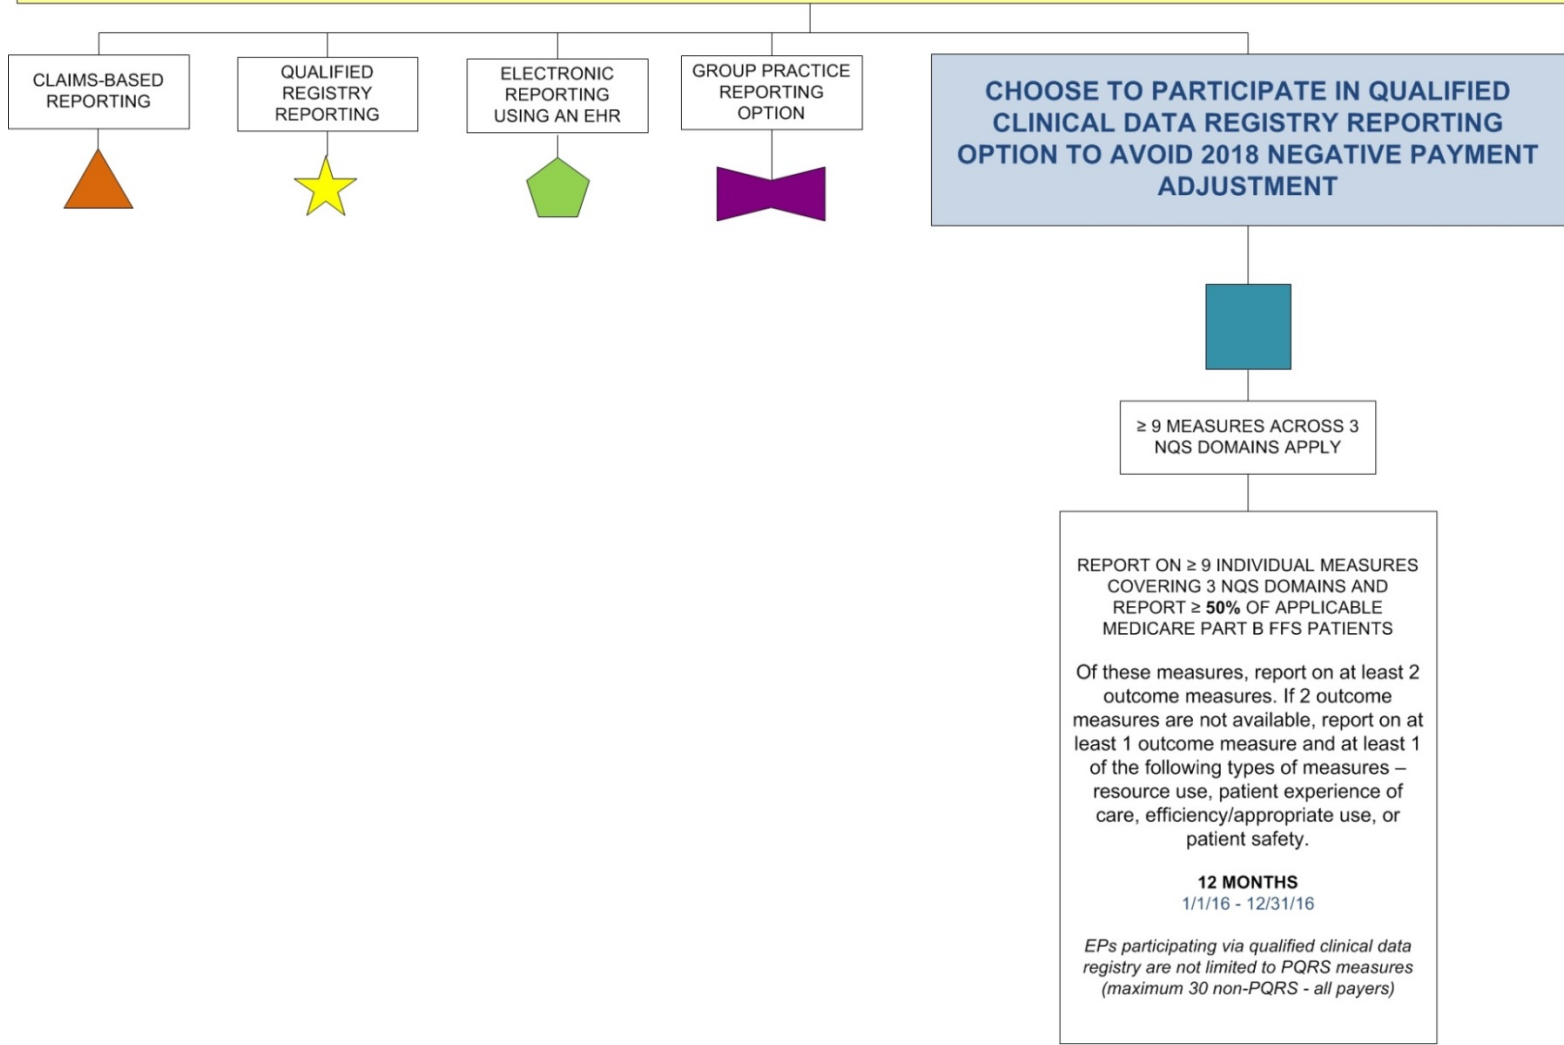 CLAIMS-BASED
REPORTING
QUALIFIED
REGISTRY
REPORTING
ELECTRONIC
REPORTING
USING AN EHR
GROUP PRACTICE
REPORTING
OPTION
CHOOSE TO PARTICIPATE IN QUALIFIED
CLINICAL DATA REGISTRY REPORTING
OPTION TO AVOID 2018 NEGATIVE PAYMENT
ADJUSTMENT
≥ 9 MEASURES ACROSS 3
NQS DOMAINS APPLY
REPORT ON ≥ 9 INDIVIDUAL MEASURES
COVERING 3 NQS DOMAINS AND
REPORT ≥ 50% OF APPLICABLE
MEDICARE PART B FFS PATIENTS
Of these measures, report on at least 2
outcome measures. If 2 outcome
measures are not available, report on at
least 1 outcome measure and at least 1
of the following types of measures –
resource use, patient experience of
care, efficiency/appropriate use, or
patient safety.
12 MONTHS
1/1/16 - 12/31/16
EPs participating via qualified clinical data
registry are not limited to PQRS measures
(maximum 30 non-PQRS - all payers)